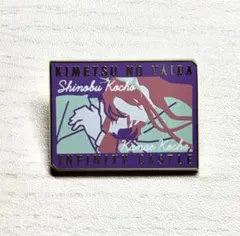 KIMETSU NO YAIBA
Shinobu Kocho
Kanae Kocho
INFINITY CASTLE